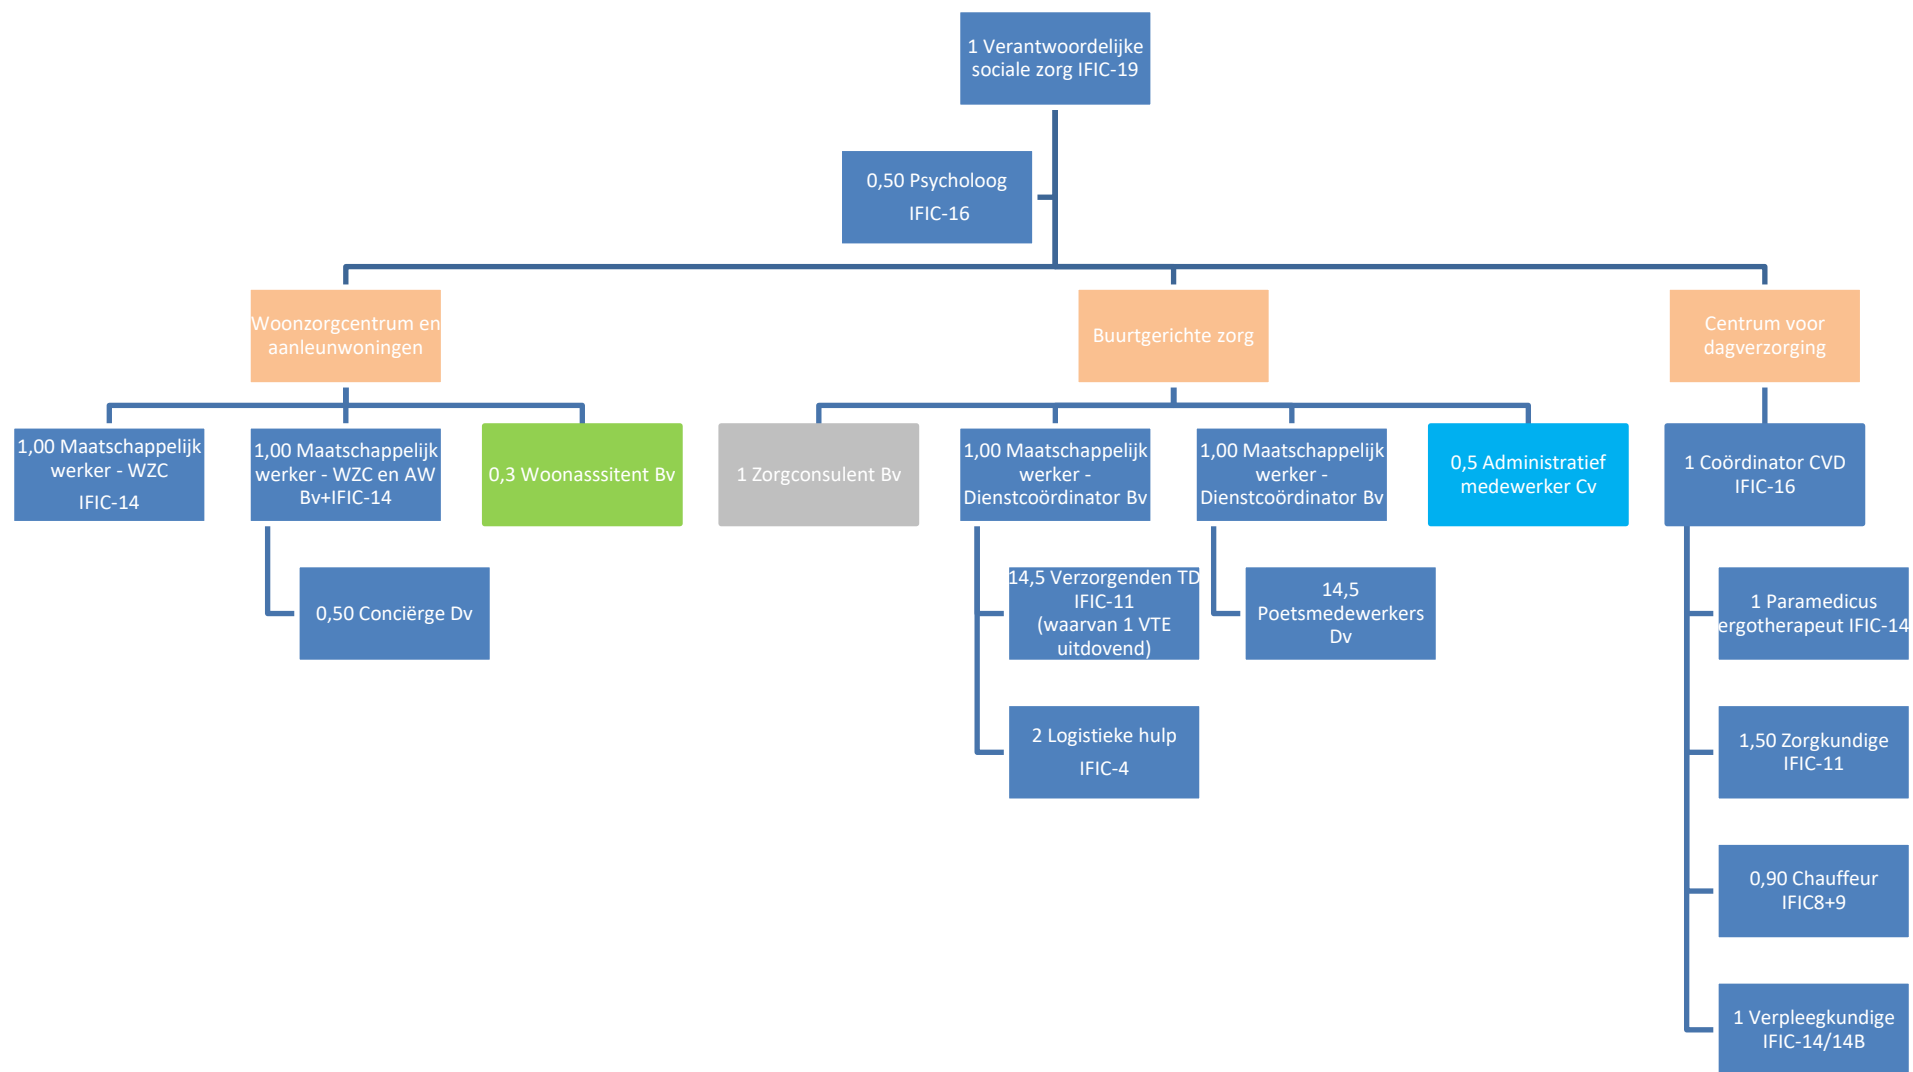 1 Verantwoordelijke
sociale zorg IFIC-19
0,50 Psycholoog
IFIC-16
Woonzorgcentrum en
aanleunwoningen
Buurtgerichte zorg
Centrum voor
dagverzorging
1,00 Maatschappelijk
werker - WZC
IFIC-14
1,00 Maatschappelijk
werker - WZC en AW
Bv+IFIC-14
0,3 Woonasssitent Bv
1 Zorgconsulent Bv
1,00 Maatschappelijk
werker -
Dienstcoördinator Bv
1,00 Maatschappelijk
werker -
Dienstcoördinator Bv
0,5 Administratief
medewerker Cv
1 Coördinator CVD
IFIC-16
0,50 Conciërge Dv
14,5 Verzorgenden TD
IFIC-11
(waarvan 1 VTE
uitdovend)
14,5
Poetsmedewerkers
Dv
1 Paramedicus
ergotherapeut IFIC-14
2 Logistieke hulp
IFIC-4
1,50 Zorgkundige
IFIC-11
0,90 Chauffeur
IFIC8+9
1 Verpleegkundige
IFIC-14/14B